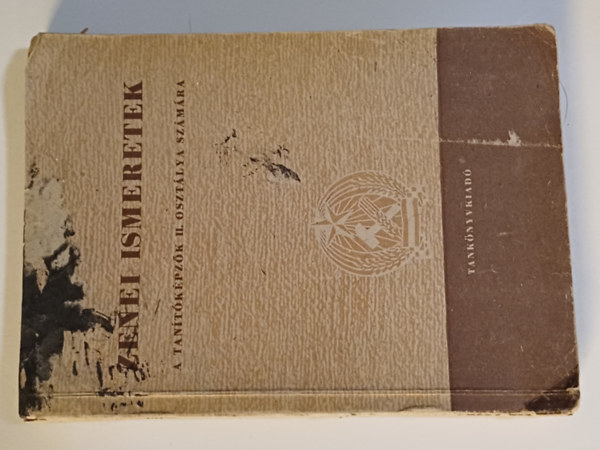 ZENEI ISMERETEK
A TANÍTÓKÉPZŐK II. OSZTÁLYA SZÁMÁRA
TANKÖNYVKIADÓ